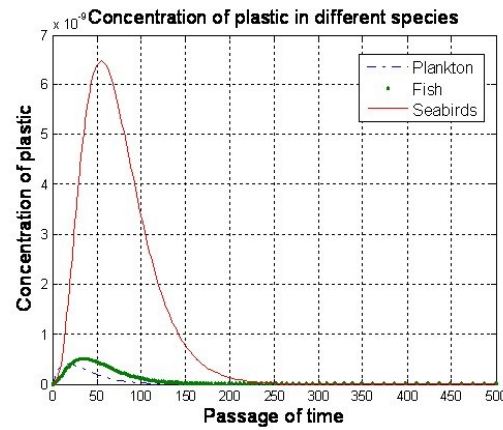 x 10⁻⁹ Concentration of plastic in different species
7
6
5
4
3
2
1
0
Concentration of plastic
Plankton
Fish
Seabirds
0 50 100 150 200 250 300 350 400 450 500
Passage of time